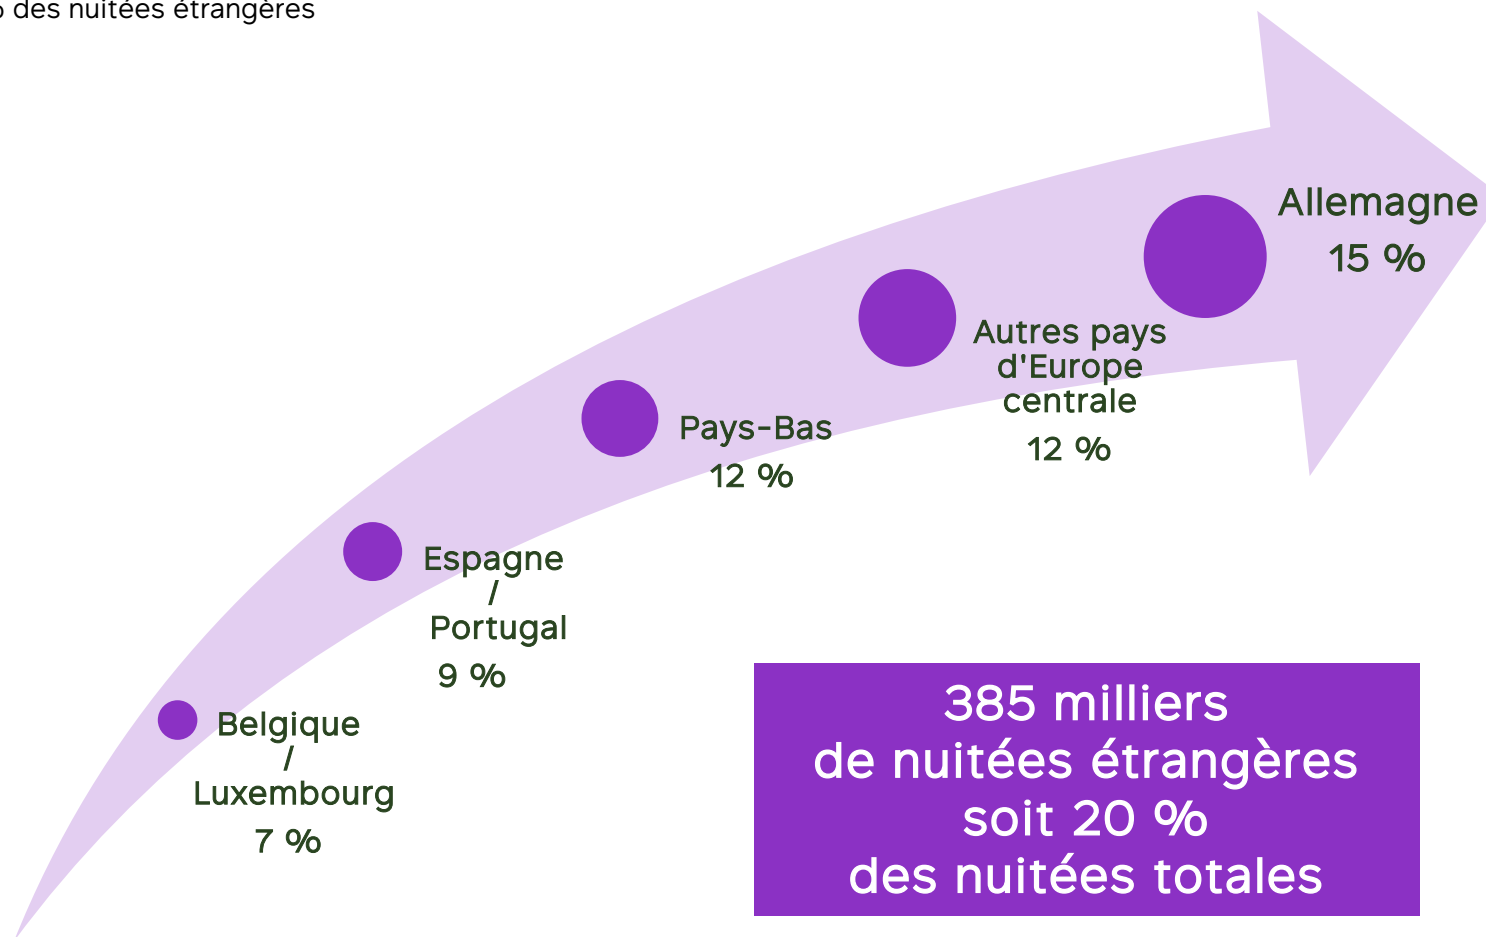 % des nuitées étrangères
Allemagne
15 %
Autres pays
d'Europe
centrale
12 %
Pays-Bas
12 %
Espagne
/
Portugal
9 %
Belgique
/
Luxembourg
7 %
385 milliers
de nuitées étrangères
soit 20 %
des nuitées totales